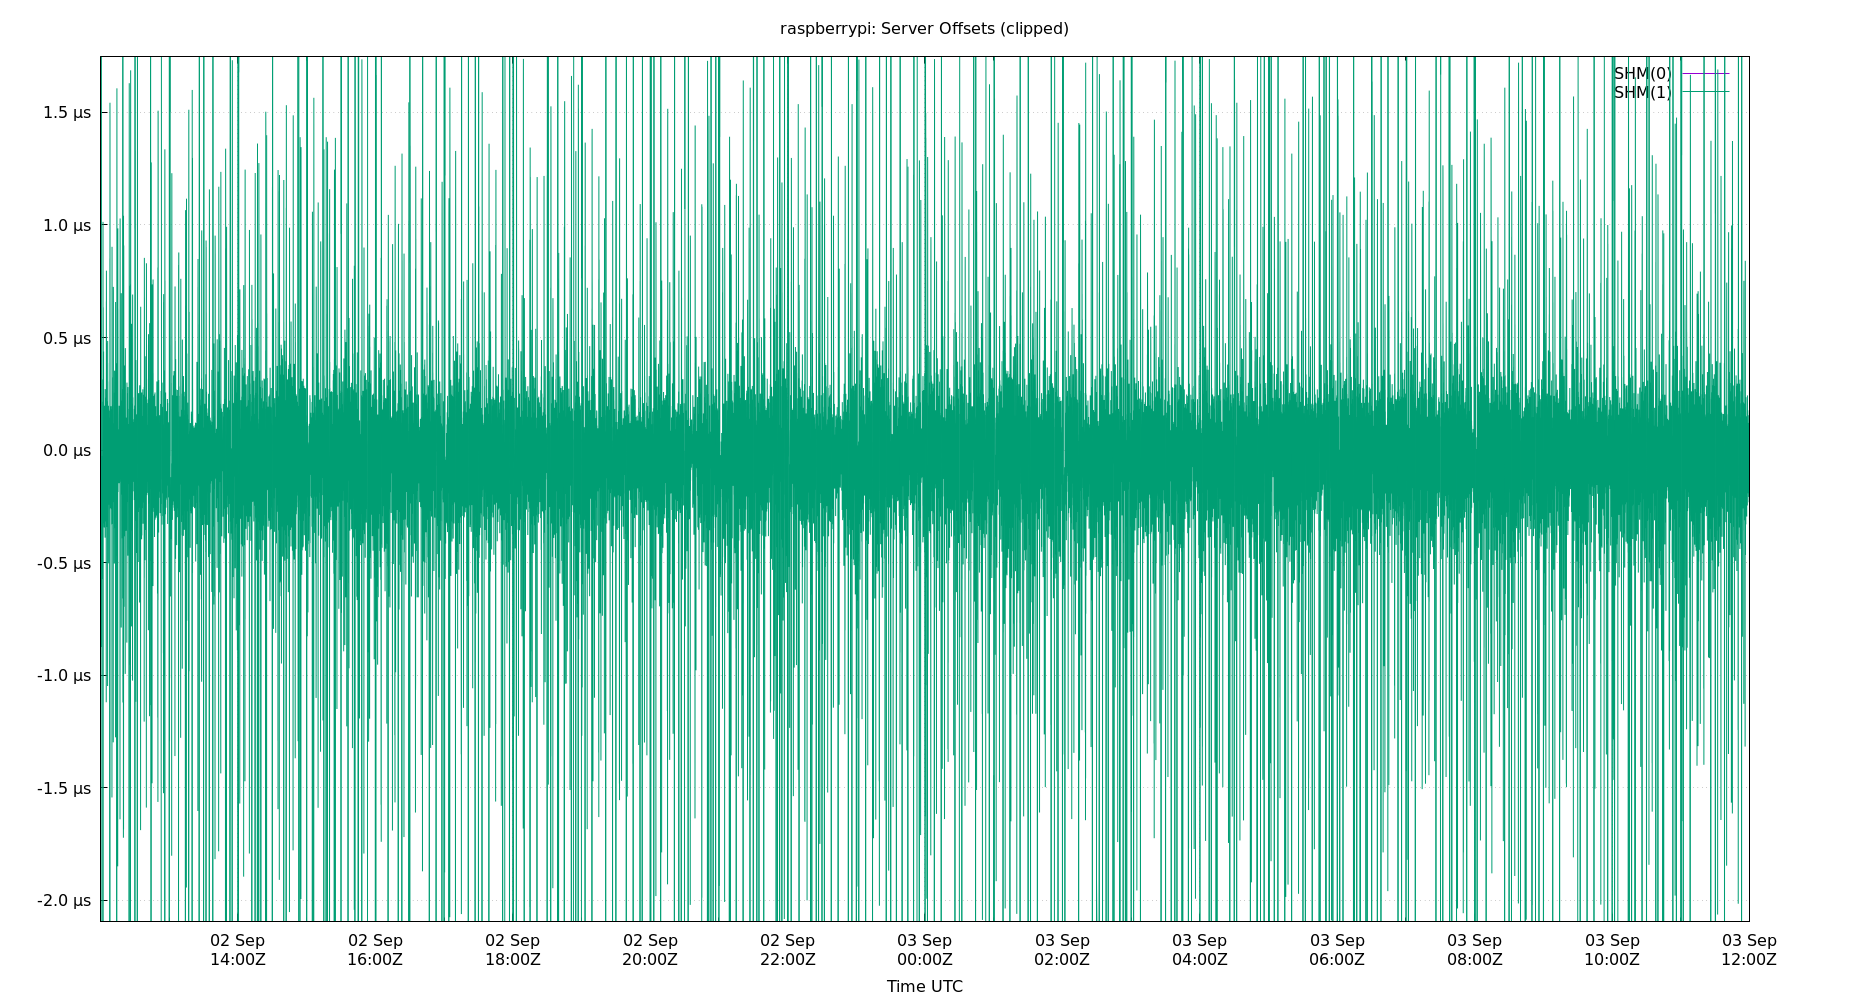 raspberrypi: Server Offsets (clipped)
SHM(0)
SHM(1)
1.5 µs
1.0 µs
0.5 µs
0.0 µs
-0.5 µs
-1.0 µs
-1.5 µs
-2.0 µs
02 Sep 02 Sep 02 Sep 02 Sep 02 Sep 03 Sep 03 Sep 03 Sep 03 Sep 03 Sep 03 Sep 03 Sep
14:00Z 16:00Z 18:00Z 20:00Z 22:00Z 00:00Z 02:00Z 04:00Z 06:00Z 08:00Z 10:00Z 12:00Z
Time UTC